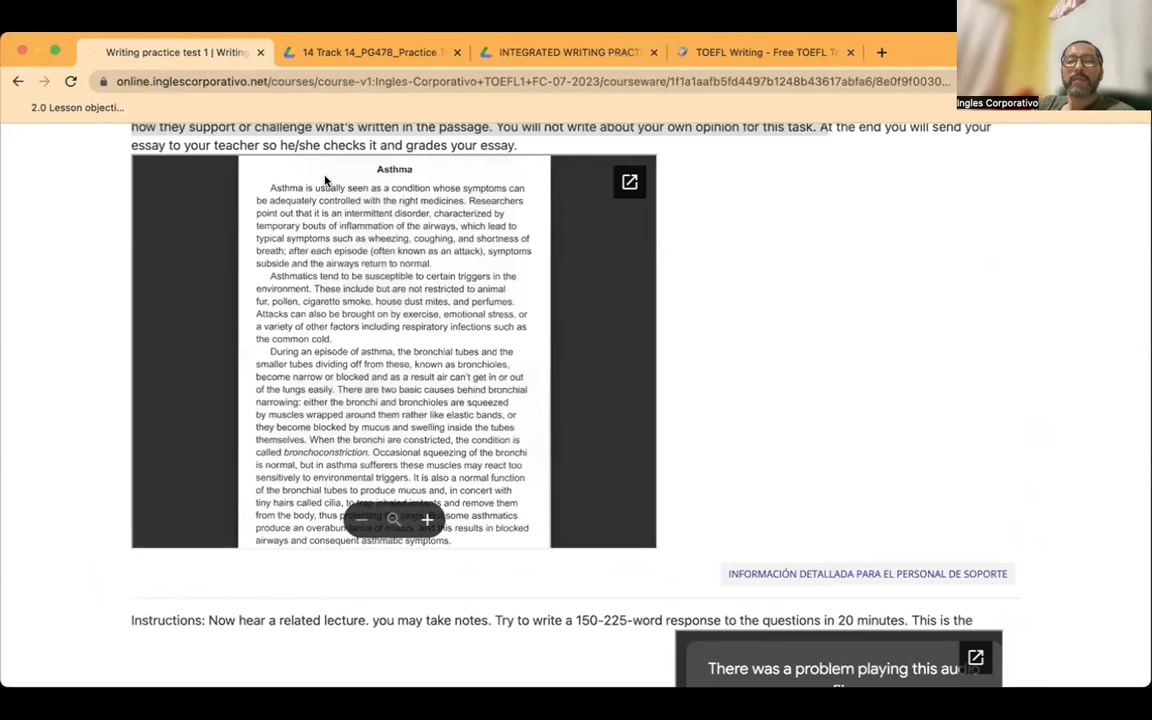 Writing practice test 1 | Writing
14 Track 14_PG478_Practice T
INTEGRATED WRITING PRACT
TOEFL Writing - Free TOEFL T
online.inglescorporativo.net/courses/course-v1:Ingles-Corporativo+TOEFL1+FC-07-2023/courseware/1f1a1aafb5fd4497b1248b43617abfa6/8e0f9f0030...
Ingles Corporativo
2.0 Lesson objecti...
how they support or challenge what's written in the passage. You will not write about your own opinion for this task. At the end you will send your
essay to your teacher so he/she checks it and grades your essay.
Asthma
Asthma is usually seen as a condition whose symptoms can
be adequately controlled with the right medicines. Researchers
point out that it is an intermittent disorder, characterized by
temporary bouts of inflammation of the airways, which lead to
typical symptoms such as wheezing, coughing, and shortness of
breath; after each episode (often known as an attack), symptoms
subside and the airways return to normal.
Asthmatics tend to be susceptible to certain triggers in the
environment. These include but are not restricted to animal
fur, pollen, cigarette smoke, house dust mites, and perfumes.
Attacks can also be brought on by exercise, emotional stress, or
a variety of other factors including respiratory infections such as
the common cold.
During an episode of asthma, the bronchial tubes and the
smaller tubes dividing off from these, known as bronchioles,
become narrow or blocked and as a result air can't get in or out
of the lungs easily. There are two basic causes behind bronchial
narrowing: either the bronchi and bronchioles are squeezed
by muscles wrapped around them rather like elastic bands, or
they become blocked by mucus and swelling inside the tubes
themselves. When the bronchi are constricted, the condition is
called bronchoconstriction. Occasional squeezing of the bronchi
is normal, but in asthma sufferers these muscles may react too
sensitively to environmental triggers. It is also a normal function
of the bronchial tubes to produce mucus and, in concert with
tiny hairs called cilia, to trap inhaled irritants and remove them
from the body, thus protecting some asthmatics
produce an overabundance of mucus and this results in blocked
airways and consequent asthmatic symptoms.
INFORMACIÓN DETALLADA PARA EL PERSONAL DE SOPORTE
Instructions: Now hear a related lecture. you may take notes. Try to write a 150-225-word response to the questions in 20 minutes. This is the
There was a problem playing this